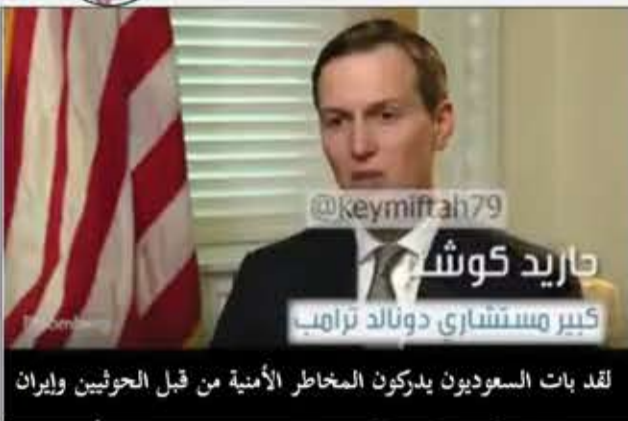 @keymiftah79
جاريد كوشنر
كبير مستشاري دونالد ترامب
لقد بات السعوديون يدركون المخاطر الأمنية من قبل الحوثيين وإيران